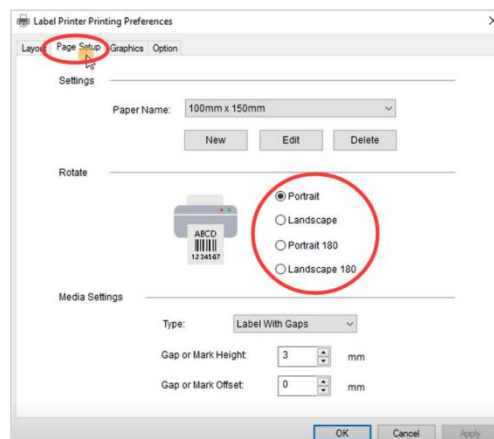 Label Printer Printing Preferences
Layout Page Setup Graphics Option
Settings
Paper Name: 100mm x 150mm
New Edit Delete
Rotate
Portrait
Landscape
Portrait 180
Landscape 180
ABCD
1234567
Media Settings
Type: Label With Gaps
Gap or Mark Height: 3 mm
Gap or Mark Offset: 0 mm
OK Cancel Apply